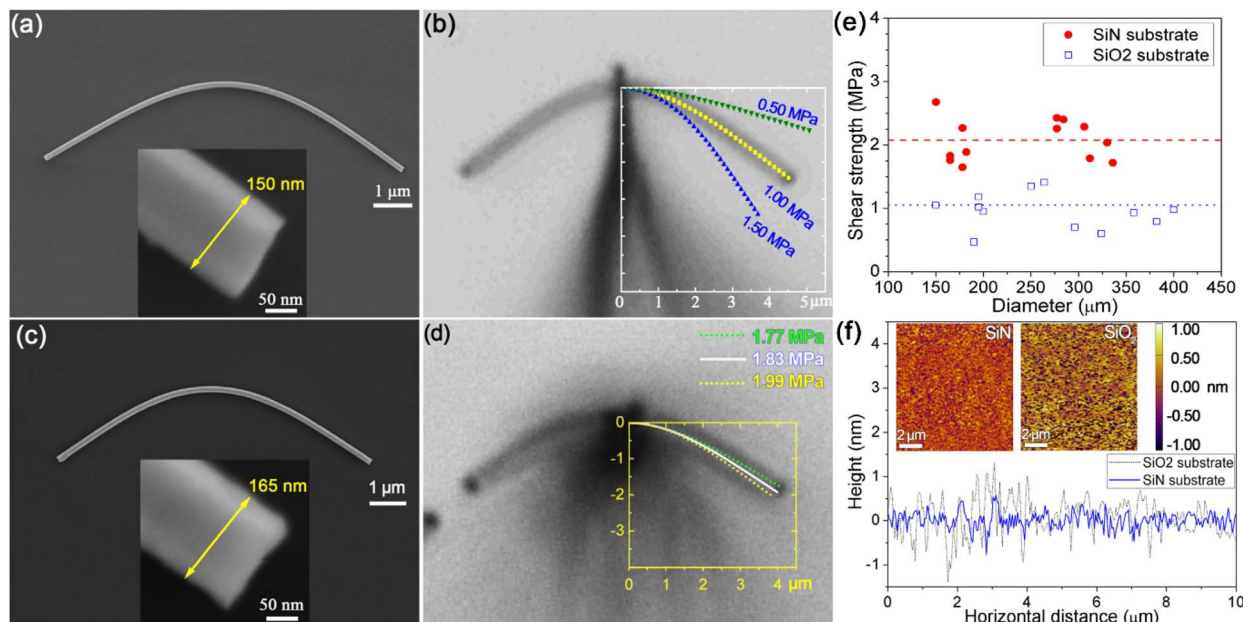 (a)
150 nm
1 μm
50 nm
(b)
0.50 MPa
1.00 MPa
1.50 MPa
0 1 2 3 4 5 μm
(c)
165 nm
1 μm
50 nm
(d)
1.77 MPa
1.83 MPa
1.99 MPa
0
-1
-2
-3
0 1 2 3 4 μm
(e)
SiN substrate
SiO2 substrate
Shear strength (MPa)
4
3
2
1
0
100 150 200 250 300 350 400 450
Diameter (μm)
(f)
SiN
SiO
2 μm
2 μm
1.00
0.50
0.00 nm
-0.50
-1.00
SiO2 substrate
SiN substrate
Height (nm)
4
3
2
1
0
-1
0 2 4 6 8 10
Horizontal distance (μm)